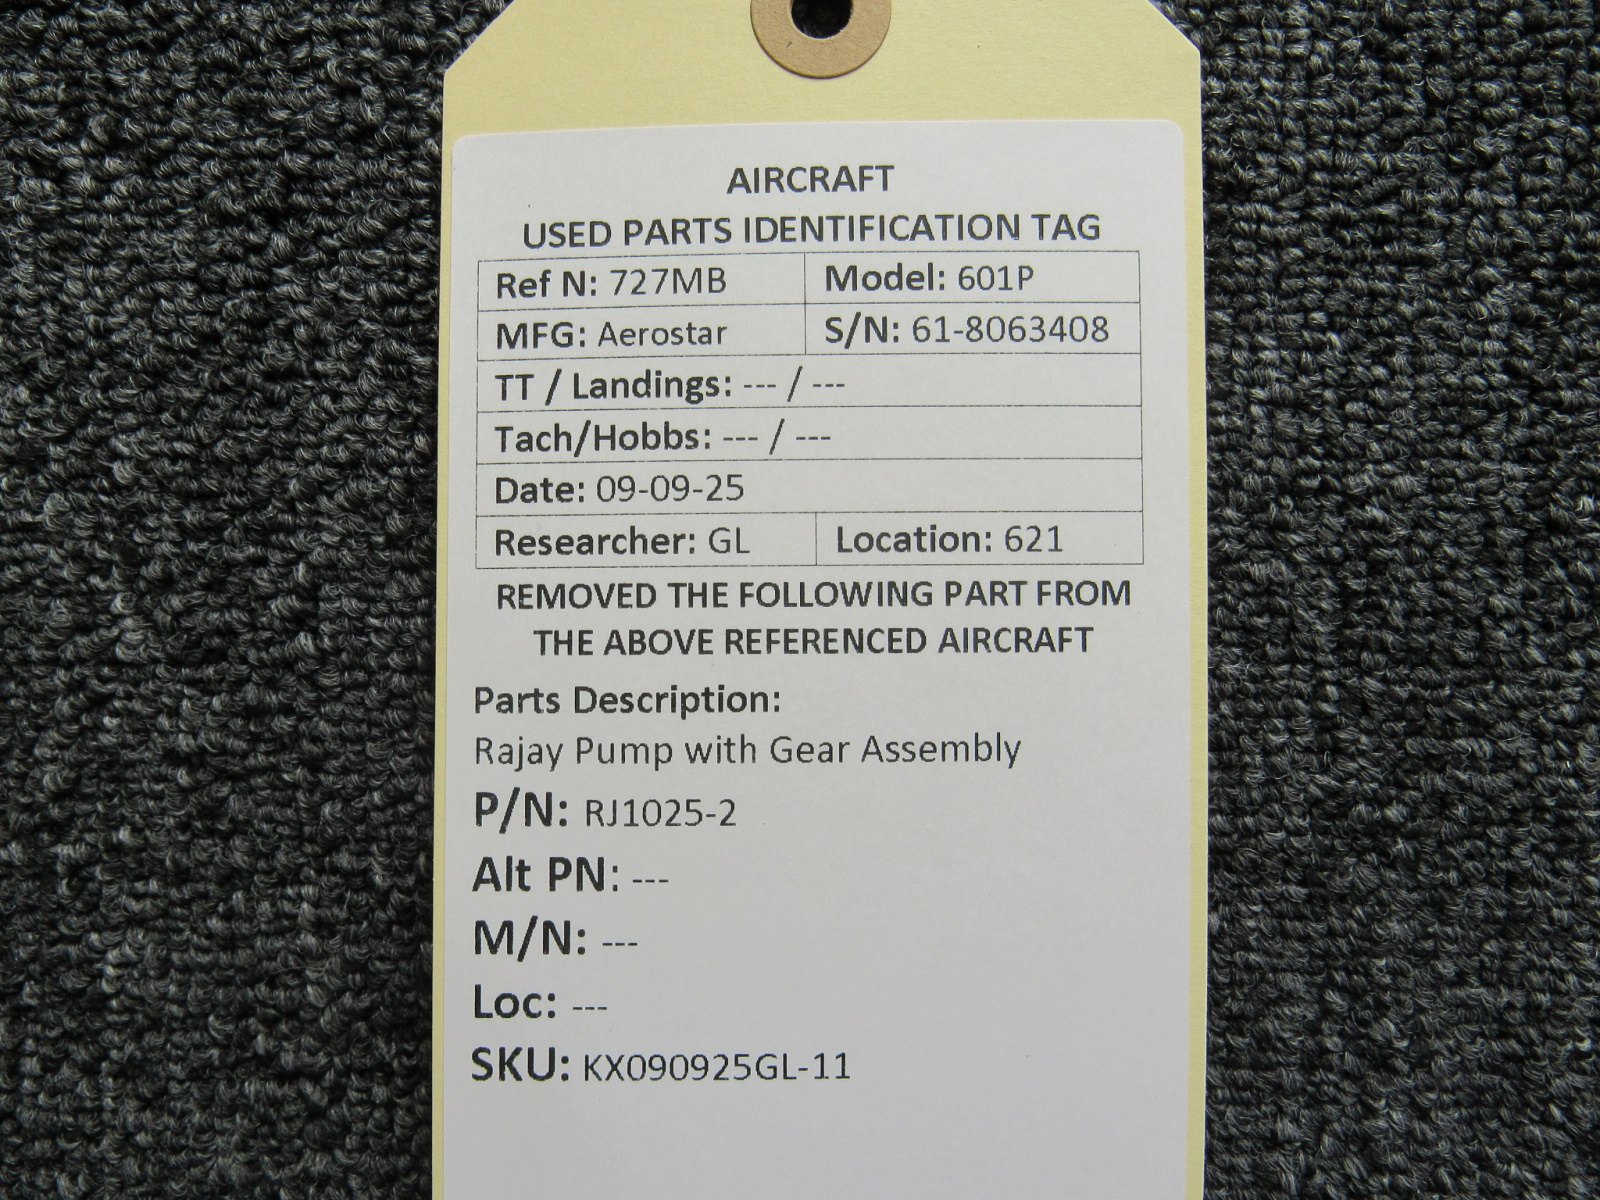 AIRCRAFT
USED PARTS IDENTIFICATION TAG
Ref N: 727MB Model: 601P
MFG: Aerostar S/N: 61-8063408
TT / Landings: --- / ---
Tach/Hobbs: --- / ---
Date: 09-09-25
Researcher: GL Location: 621
REMOVED THE FOLLOWING PART FROM
THE ABOVE REFERENCED AIRCRAFT
Parts Description:
Rajay Pump with Gear Assembly
P/N: RJ1025-2
Alt PN: ---
M/N: ---
Loc: ---
SKU: KX090925GL-11